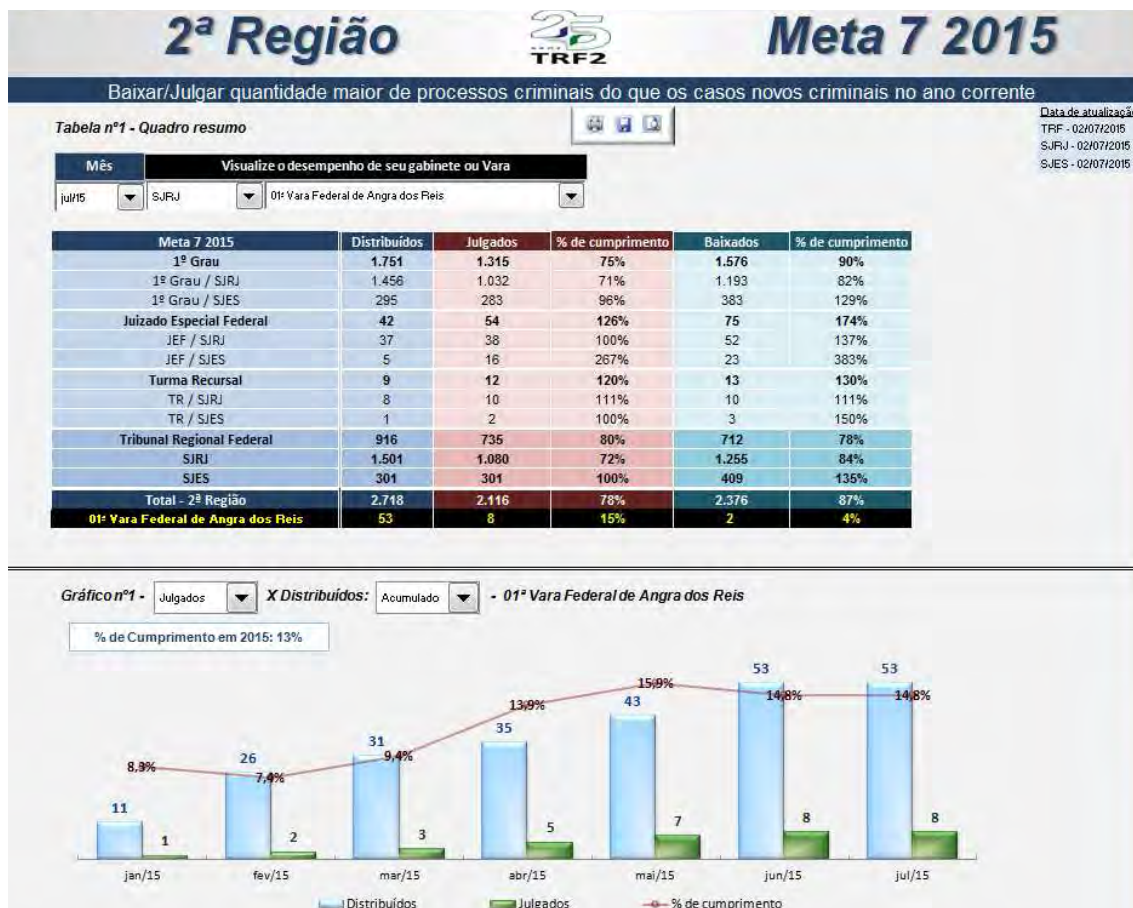 2ª Região
25
anos
TRF2
Meta 7 2015
Baixar/Julgar quantidade maior de processos criminais do que os casos novos criminais no ano corrente
Data de atualização
TRF - 02/07/2015
SJRJ - 02/07/2015
SJES - 02/07/2015
Tabela nº1 - Quadro resumo
Mês Visualize o desempenho de seu gabinete ou Vara
jul/15 SJRJ 01ª Vara Federal de Angra dos Reis
Meta 7 2015 Distribuídos Julgados % de cumprimento Baixados % de cumprimento
1º Grau 1.751 1.315 75% 1.576 90%
1º Grau / SJRJ 1.456 1.032 71% 1.193 82%
1º Grau / SJES 295 283 96% 383 129%
Juizado Especial Federal 42 54 126% 75 174%
JEF / SJRJ 37 38 100% 52 137%
JEF / SJES 5 16 267% 23 383%
Turma Recursal 9 12 120% 13 130%
TR / SJRJ 8 10 111% 10 111%
TR / SJES 1 2 100% 3 150%
Tribunal Regional Federal 916 735 80% 712 78%
SJRJ 1.501 1.080 72% 1.255 84%
SJES 301 301 100% 409 135%
Total - 2ª Região 2.718 2.116 78% 2.376 87%
01ª Vara Federal de Angra dos Reis 53 8 15% 2 4%
Gráfico nº1 - Julgados X Distribuídos: Acumulado - 01ª Vara Federal de Angra dos Reis
% de Cumprimento em 2015: 13%
53 53
15,9% 14,8% 14,8%
43
13,9%
35
31
9,4%
26
8,3% 7,4%
11
1 2 3 5 7 8 8
jan/15 fev/15 mar/15 abr/15 mai/15 jun/15 jul/15
Distribuídos Julgados % de cumprimento